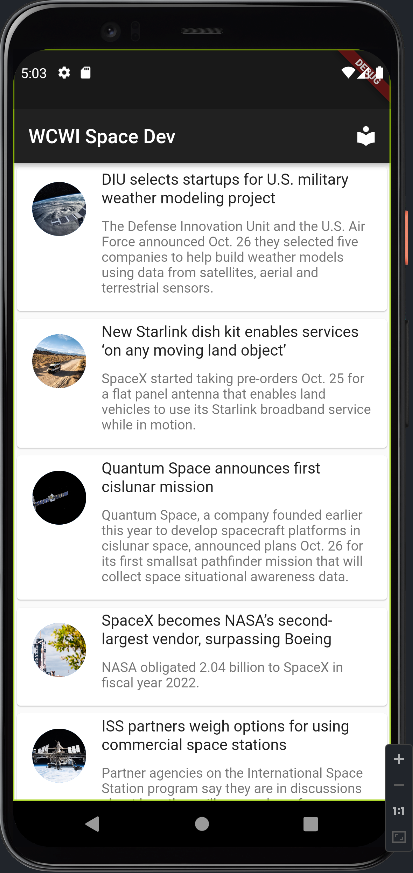 5:03
DEBUG
WCWI Space Dev
DIU selects startups for U.S. military
weather modeling project
The Defense Innovation Unit and the U.S. Air
Force announced Oct. 26 they selected five
companies to help build weather models
using data from satellites, aerial and
terrestrial sensors.
New Starlink dish kit enables services
‘on any moving land object’
SpaceX started taking pre-orders Oct. 25 for
a flat panel antenna that enables land
vehicles to use its Starlink broadband service
while in motion.
Quantum Space announces first
cislunar mission
Quantum Space, a company founded earlier
this year to develop spacecraft platforms in
cislunar space, announced plans Oct. 26 for
its first smallsat pathfinder mission that will
collect space situational awareness data.
SpaceX becomes NASA’s second-
largest vendor, surpassing Boeing
NASA obligated 2.04 billion to SpaceX in
fiscal year 2022.
ISS partners weigh options for using
commercial space stations
Partner agencies on the International Space
Station program say they are in discussions
1:1